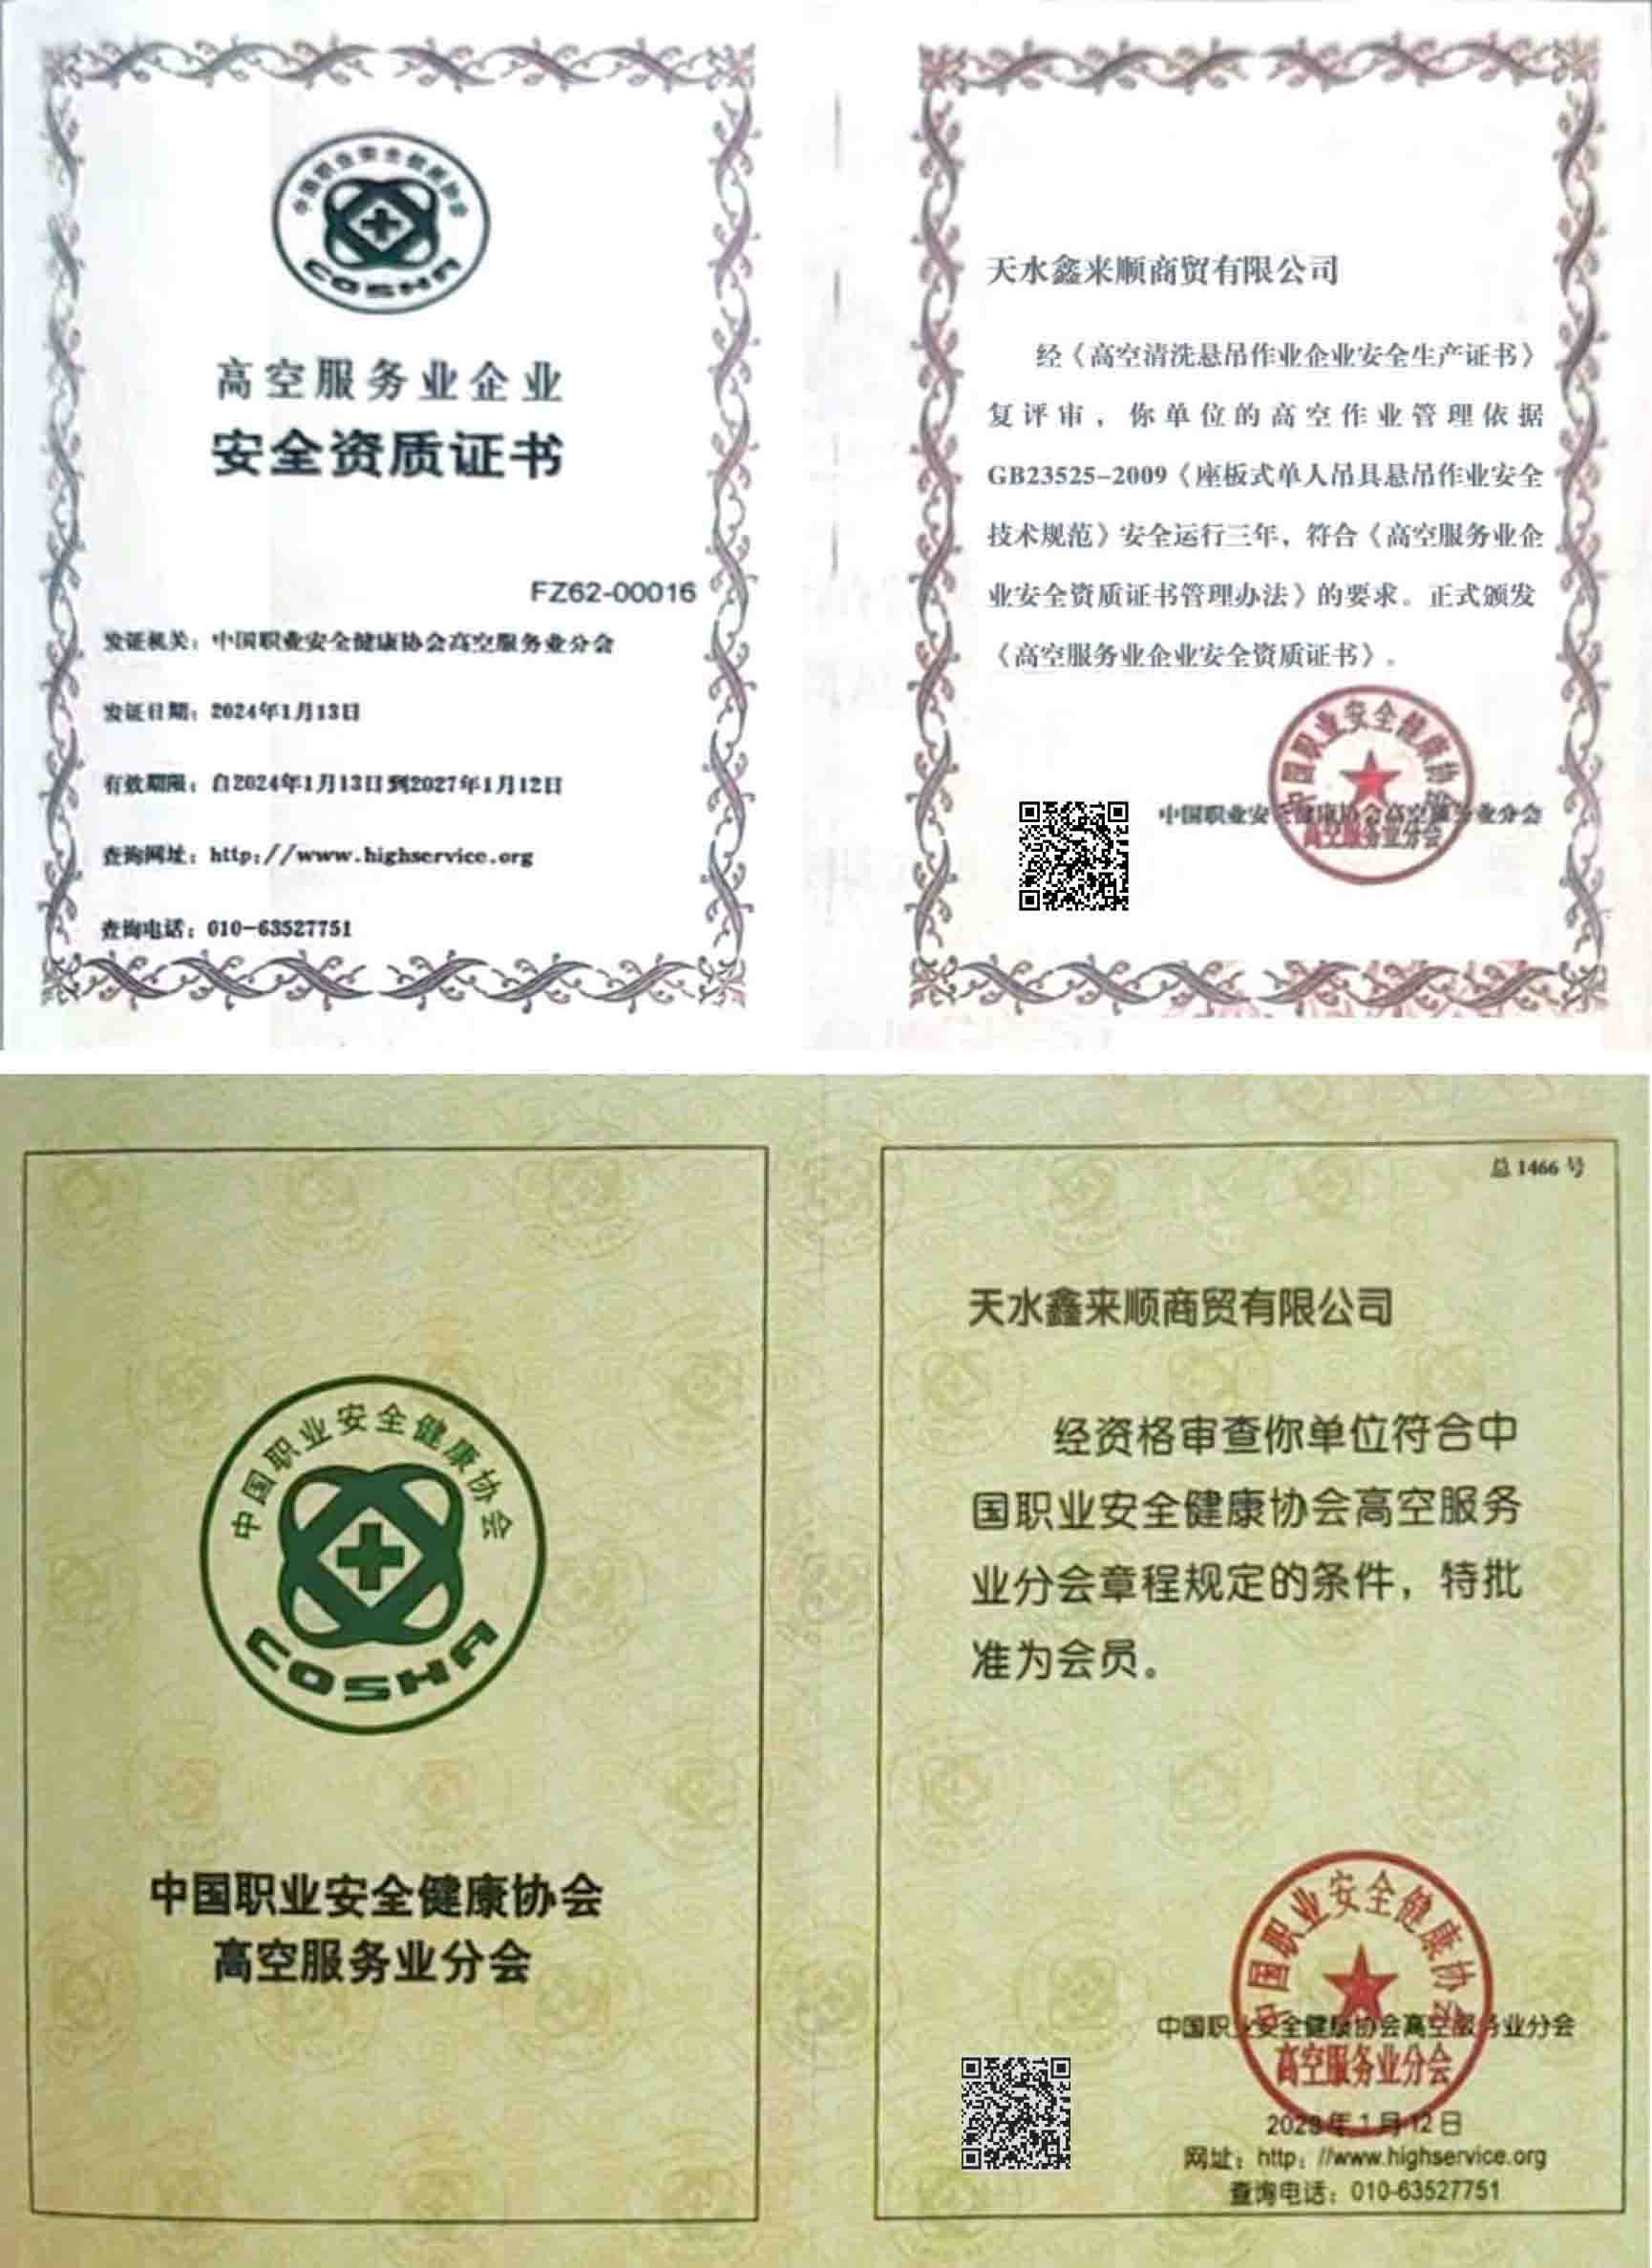 中国职业安全健康协会
COSHA
高空服务业企业
安全资质证书
FZ62-00016
发证机关：中国职业安全健康协会高空服务业分会
发证日期：2024年1月13日
有效期限：自2024年1月13日到2027年1月12日
查询网址：http://www.highservice.org
查询电话：010-63527751
天水鑫来顺商贸有限公司
经《高空清洗悬吊作业企业安全生产证书》
复评审，你单位的高空作业管理依据
GB23525-2009《座板式单人吊具悬吊作业安全
技术规范》安全运行三年，符合《高空服务业企
业安全资质证书管理办法》的要求。正式颁发
《高空服务业企业安全资质证书》。
中国职业安全健康协会高空服务业分会
中国职业安全健康协会
高空服务业分会
中国职业安全健康协会
COSHA
中国职业安全健康协会
高空服务业分会
总1466号
天水鑫来顺商贸有限公司
经资格审查你单位符合中
国职业安全健康协会高空服务
业分会章程规定的条件，特批
准为会员。
中国职业安全健康协会
中国职业安全健康协会高空服务业分会
高空服务业分会
年1月12日
网址：http：//www.highservice.org
查询电话：010-63527751